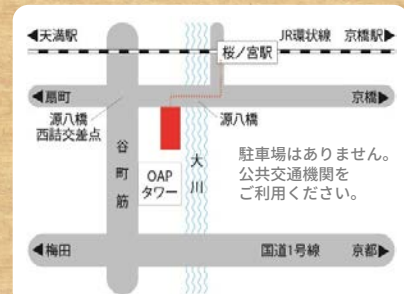 ◀天満駅
JR環状線 京橋駅▶
桜ノ宮駅
◀扇町
京橋▶
源八橋
西詰交差点
源八橋
谷町筋
OAP
タワー
大川
駐車場はありません。
公共交通機関を
ご利用ください。
◀梅田
国道1号線 京都▶